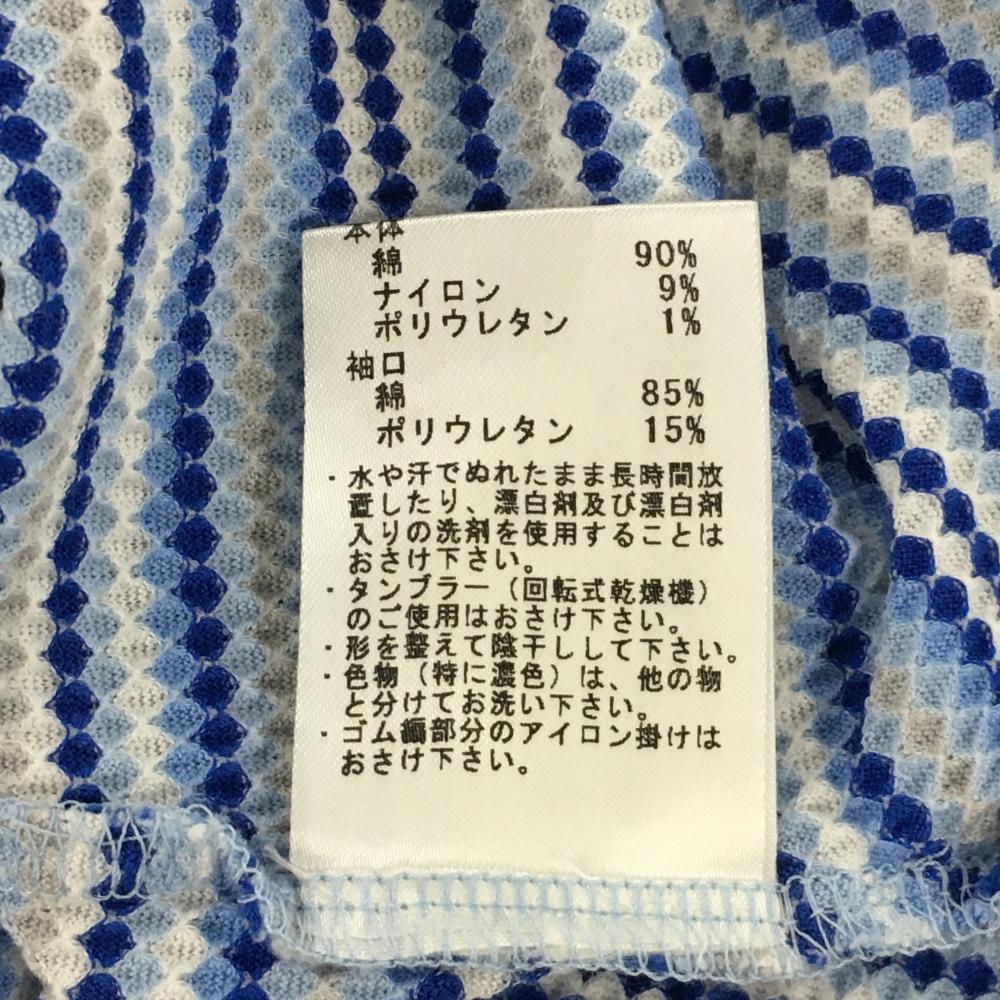 本体
綿 90%
ナイロン 9%
ポリウレタン 1%
袖口
綿 85%
ポリウレタン 15%
・水や汗でぬれたまま長時間放
置したり、漂白剤及び漂白剤
入りの洗剤を使用することは
おさけ下さい。
・タンブラー（回転式乾燥機）
のご使用はおさけ下さい。
・形を整えて陰干しして下さい。
・色物（特に濃色）は、他の物
と分けてお洗い下さい。
・ゴム編部分のアイロン掛けは
おさけ下さい。